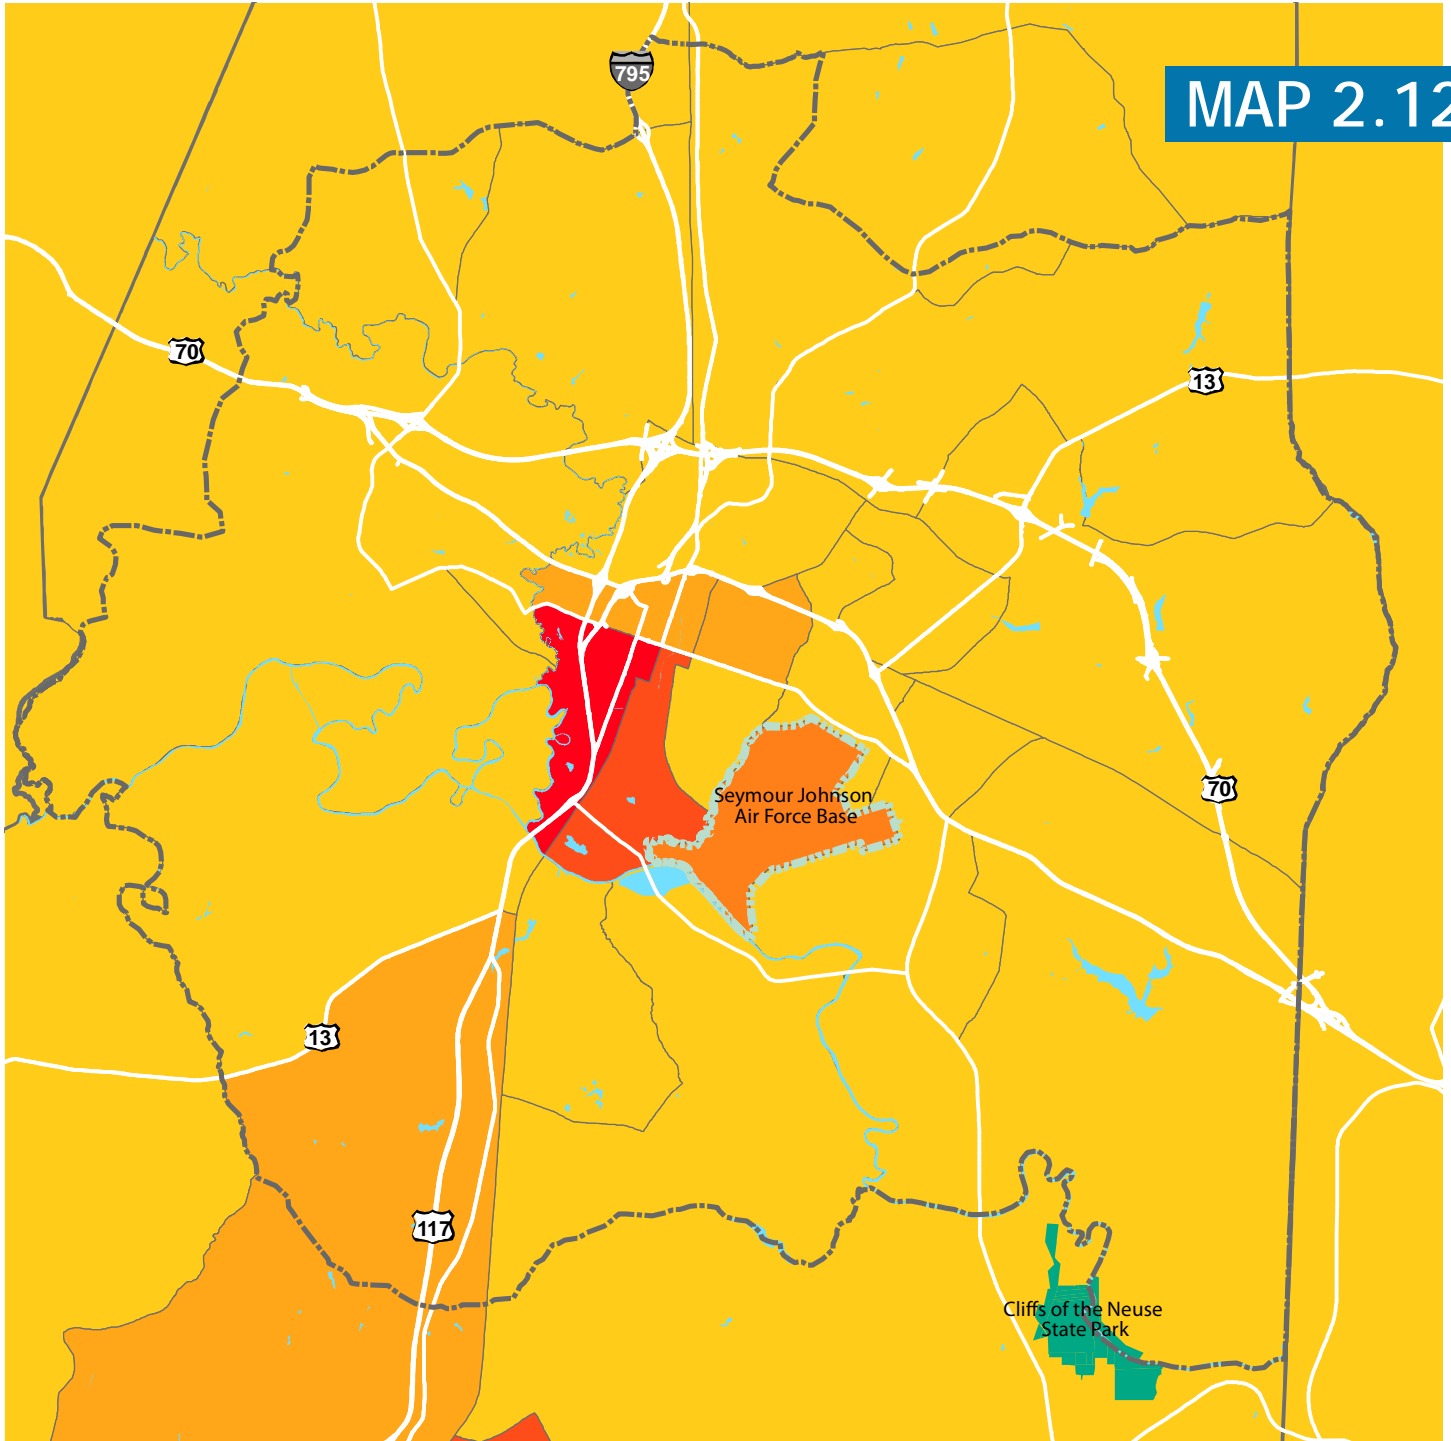 795
MAP 2.12
70
13
Seymour Johnson
Air Force Base
70
13
117
Cliffs of the Neuse
State Park